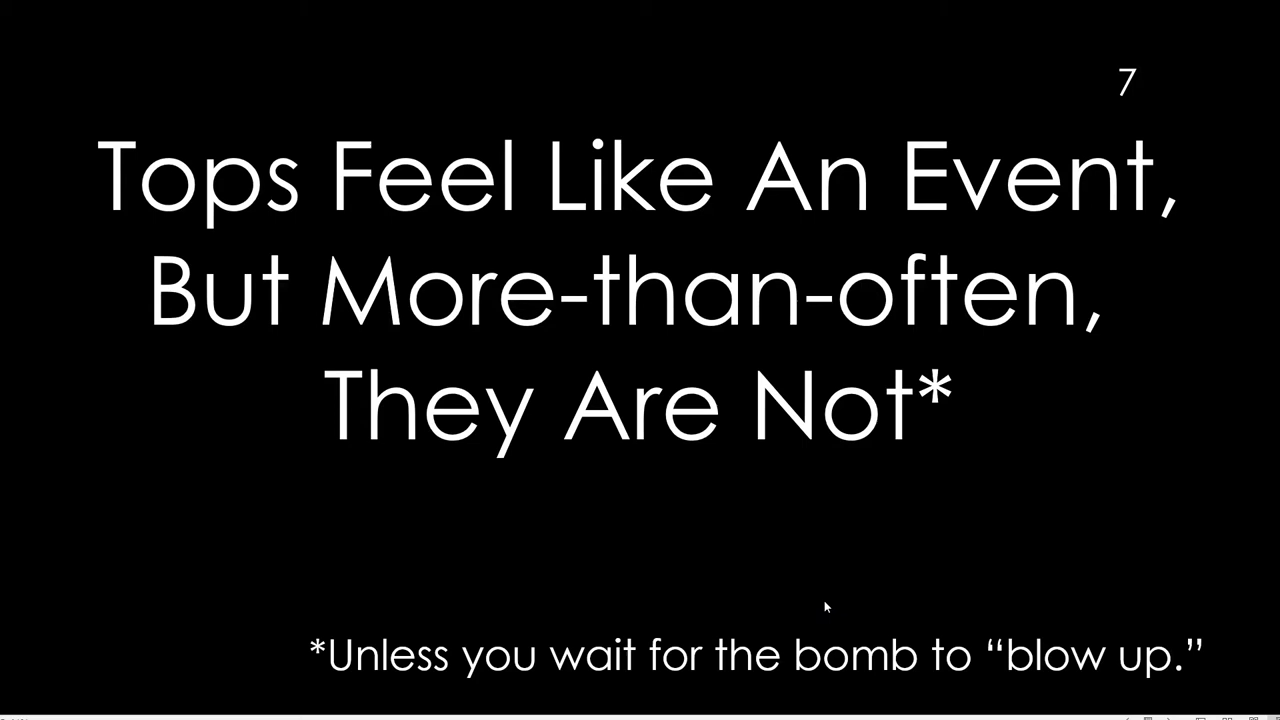 7
Tops Feel Like An Event,
But More-than-often,
They Are Not*
*Unless you wait for the bomb to “blow up.”